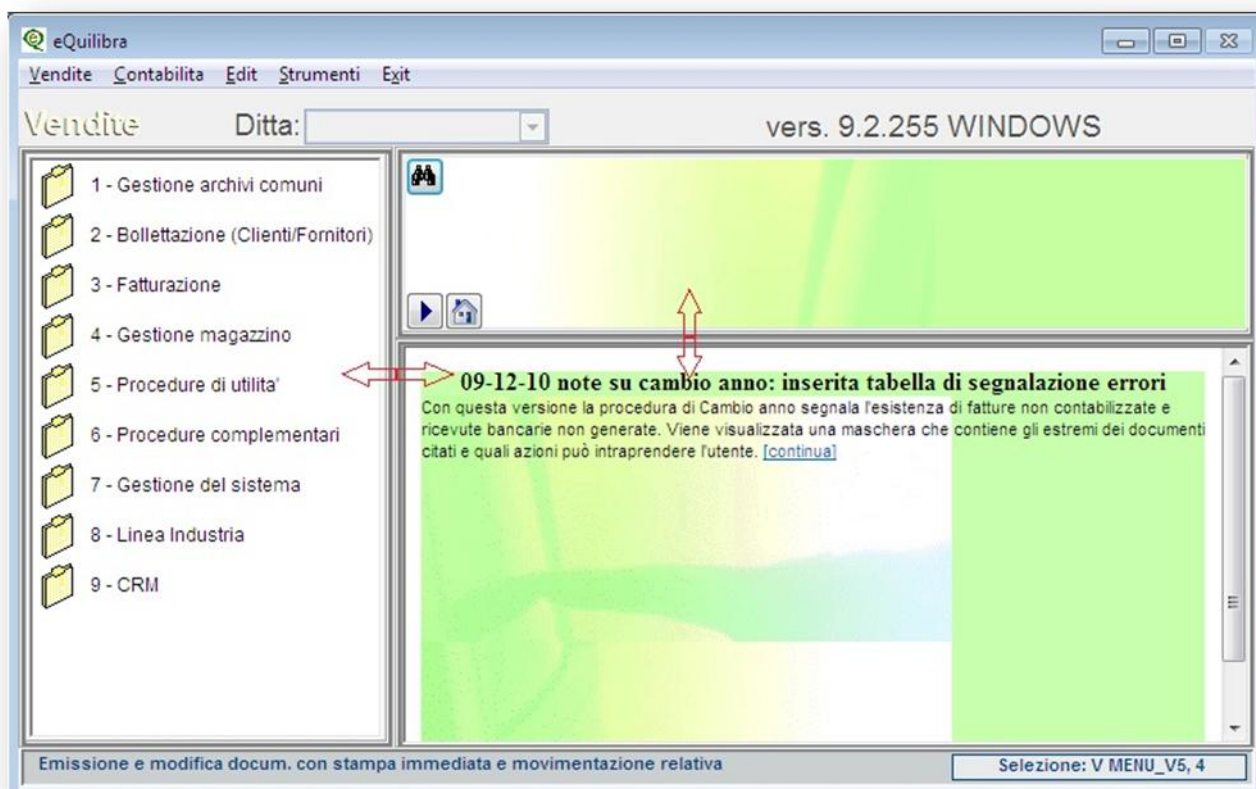 eQuilibra
Vendite Contabilita Edit Strumenti Exit
Vendite Ditta: vers. 9.2.255 WINDOWS
1 - Gestione archivi comuni
2 - Bollettazione (Clienti/Fornitori)
3 - Fatturazione
4 - Gestione magazzino
5 - Procedure di utilita'
6 - Procedure complementari
7 - Gestione del sistema
8 - Linea Industria
9 - CRM
09-12-10 note su cambio anno: inserita tabella di segnalazione errori
Con questa versione la procedura di Cambio anno segnala l'esistenza di fatture non contabilizzate e
ricevute bancarie non generate. Viene visualizzata una maschera che contiene gli estremi dei documenti
citati e quali azioni può intraprendere l'utente. [continua]
Emissione e modifica docum. con stampa immediata e movimentazione relativa
Selezione: V MENU_V5, 4